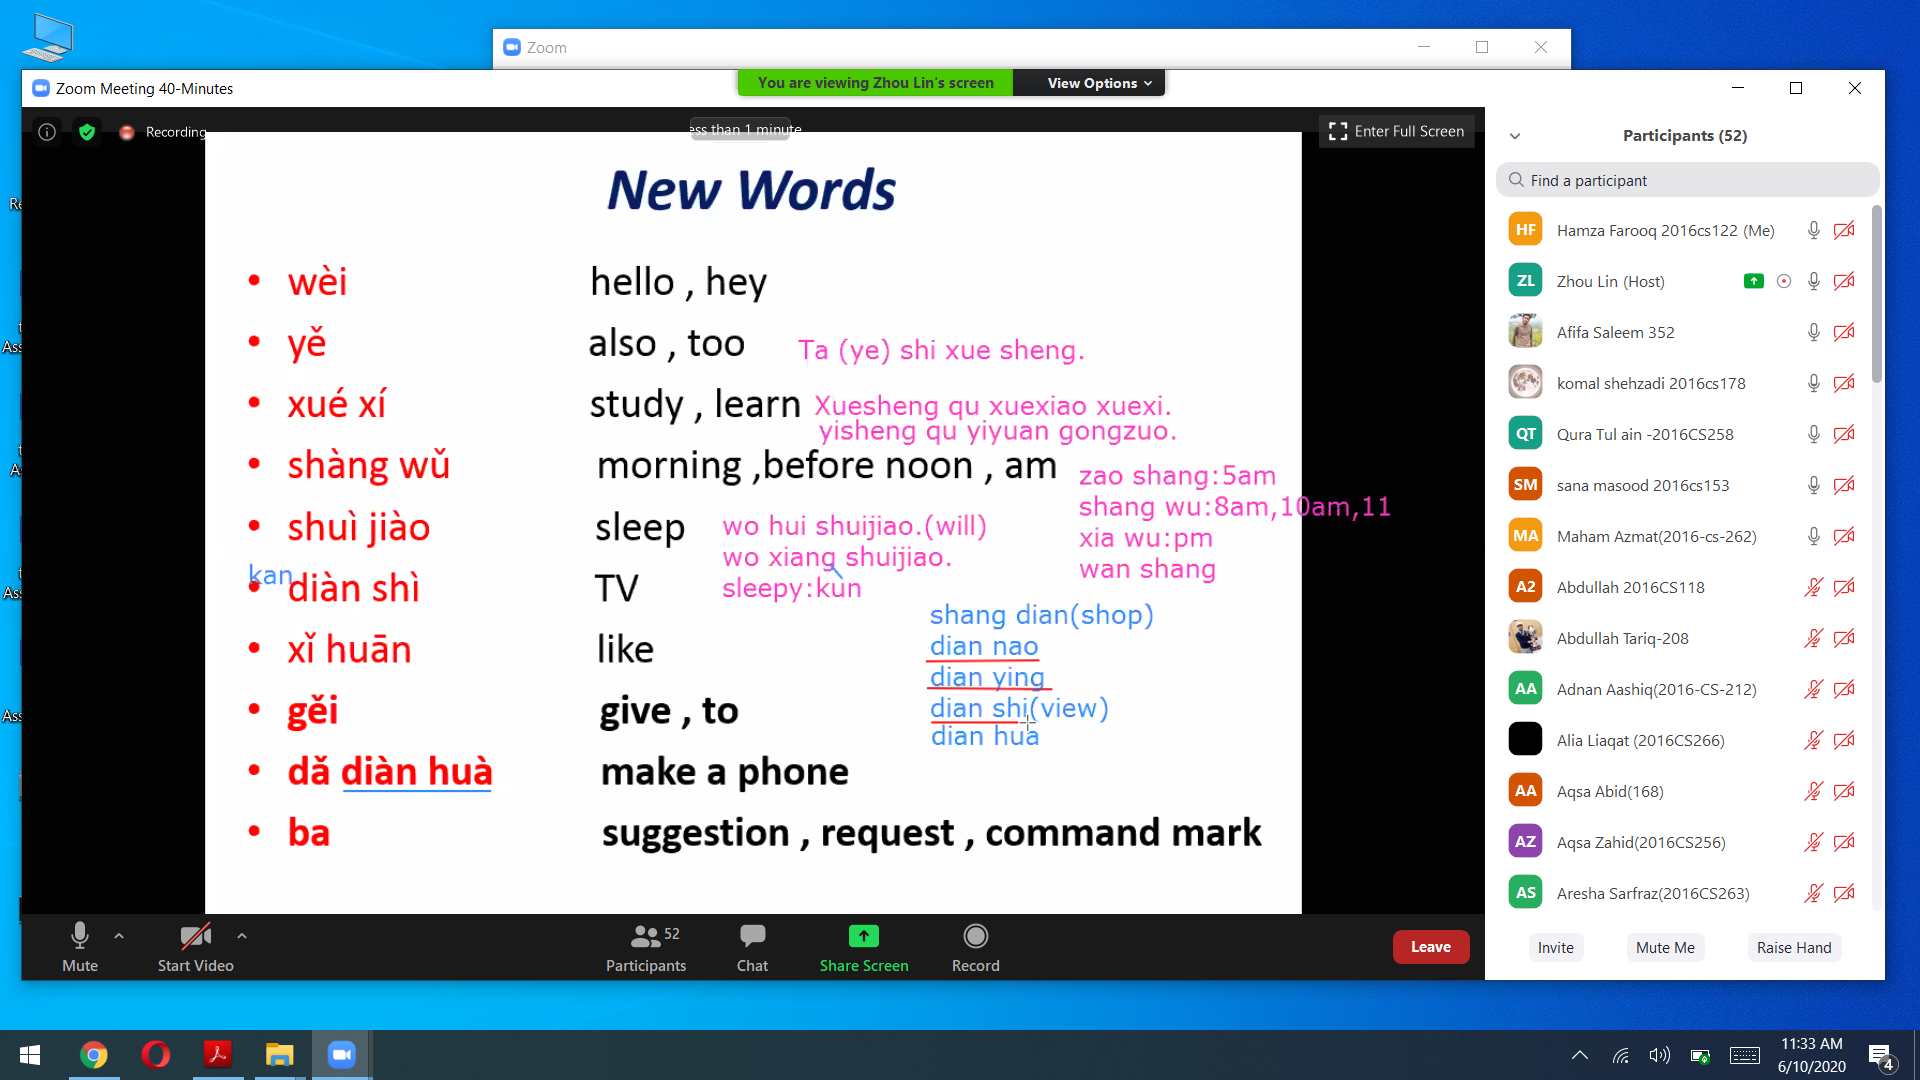 Zoom
Zoom Meeting 40-Minutes
You are viewing Zhou Lin's screen
View Options
Recording
ess than 1 minute
Enter Full Screen
New Words
wèi hello , hey
yě also , too Ta (ye) shi xue sheng.
xué xí study , learn Xuesheng qu xuexiao xuexi.
yisheng qu yiyuan gongzuo.
shàng wǔ morning ,before noon , am
zao shang:5am
shang wu:8am,10am,11
xia wu:pm
wan shang
shuì jiào sleep
wo hui shuijiao.(will)
wo xiang shuijiao.
sleepy:kun
kan
diàn shì TV
shang dian(shop)
dian nao
dian ying
dian shi(view)
dian hua
xǐ huān like
gěi give , to
dǎ diàn huà make a phone
ba suggestion , request , command mark
Participants (52)
Find a participant
HF Hamza Farooq 2016cs122 (Me)
ZL Zhou Lin (Host)
Afifa Saleem 352
komal shehzadi 2016cs178
QT Qura Tul ain -2016CS258
SM sana masood 2016cs153
MA Maham Azmat(2016-cs-262)
A2 Abdullah 2016CS118
Abdullah Tariq-208
AA Adnan Aashiq(2016-CS-212)
Alia Liaqat (2016CS266)
AA Aqsa Abid(168)
AZ Aqsa Zahid(2016CS256)
AS Aresha Sarfraz(2016CS263)
Invite Mute Me Raise Hand
Mute Start Video Participants 52 Chat Share Screen Record Leave
Re
t
Ass
t
A
Ass
Ass
11:33 AM
6/10/2020
4